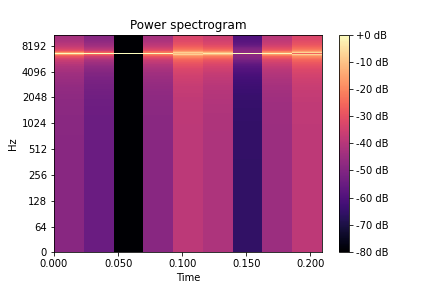 Power spectrogram
8192
4096
2048
1024
512
256
128
64
0
Hz
0.000 0.050 0.100 0.150 0.200
Time
+0 dB
-10 dB
-20 dB
-30 dB
-40 dB
-50 dB
-60 dB
-70 dB
-80 dB